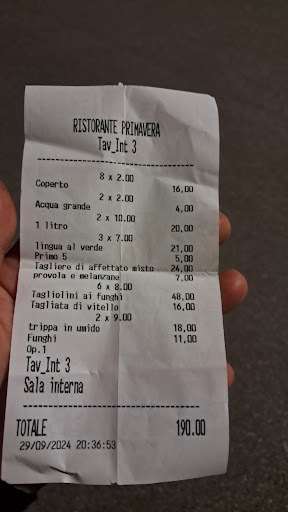 RISTORANTE PRIMAVERA
Tav_Int 3
8 x 2.00
Coperto 16,00
2 x 2.00
Acqua grande 4,00
2 x 10.00
1 litro 20,00
3 x 7.00
lingua al verde 21,00
Primo 5 5,00
Tagliere di affettato misto 24,00
provola e melanzane 7,00
6 x 8.00
Tagliolini ai funghi 48,00
Tagliata di vitello 16,00
2 x 9.00
trippa in umido 18,00
Funghi 11,00
Op.1
Tav_Int 3
Sala interna
TOTALE 190.00
29/09/2024 20:36:53